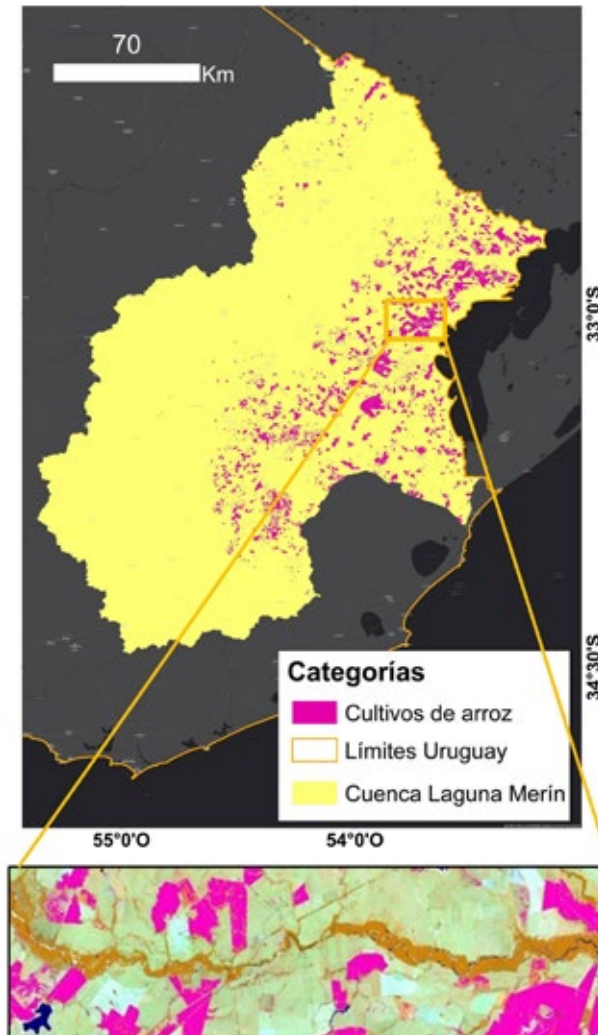 70
Km
33°0'S
34°30'S
Categorías
Cultivos de arroz
Límites Uruguay
Cuenca Laguna Merín
55°0'O
54°0'O